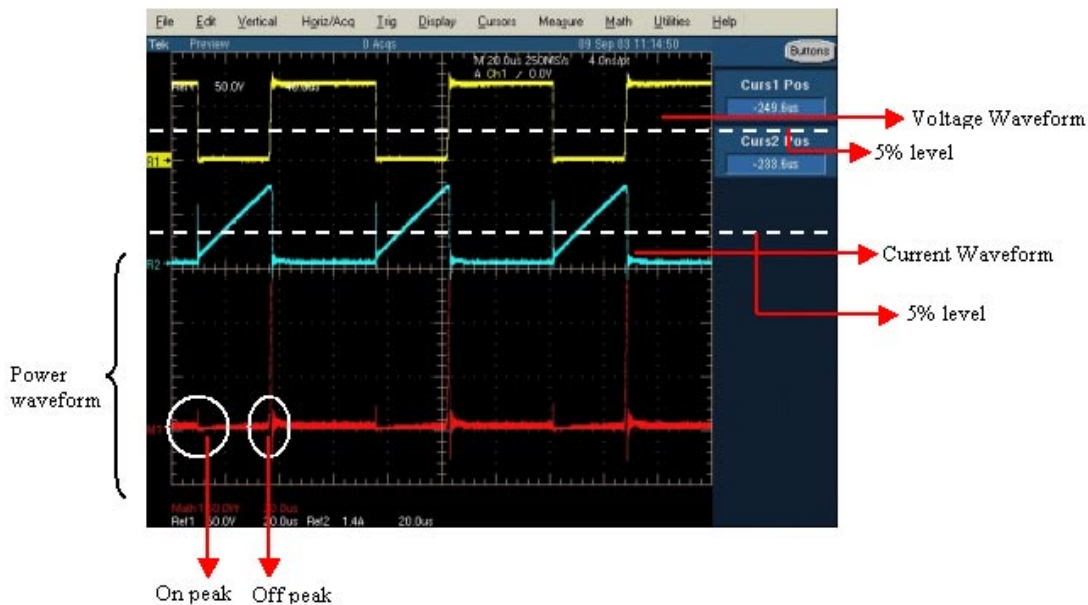 File Edit Vertical Horiz/Acq Trig Display Cursors Measure Math Utilities Help
Tek Preview 0 Acqs 09 Sep 03 11:14:50
Buttons
M 20.0us 250MS/s 4.0ns/pt
A Ch1 / 0.0V
Ref1 50.0V
Curs1 Pos
-249.6us
Curs2 Pos
-233.6us
R1
R2
Voltage Waveform
5% level
Current Waveform
5% level
Power
waveform
Math1 20.0us
Ref1 50.0V 20.0us Ref2 1.4A 20.0us
On peak Off peak